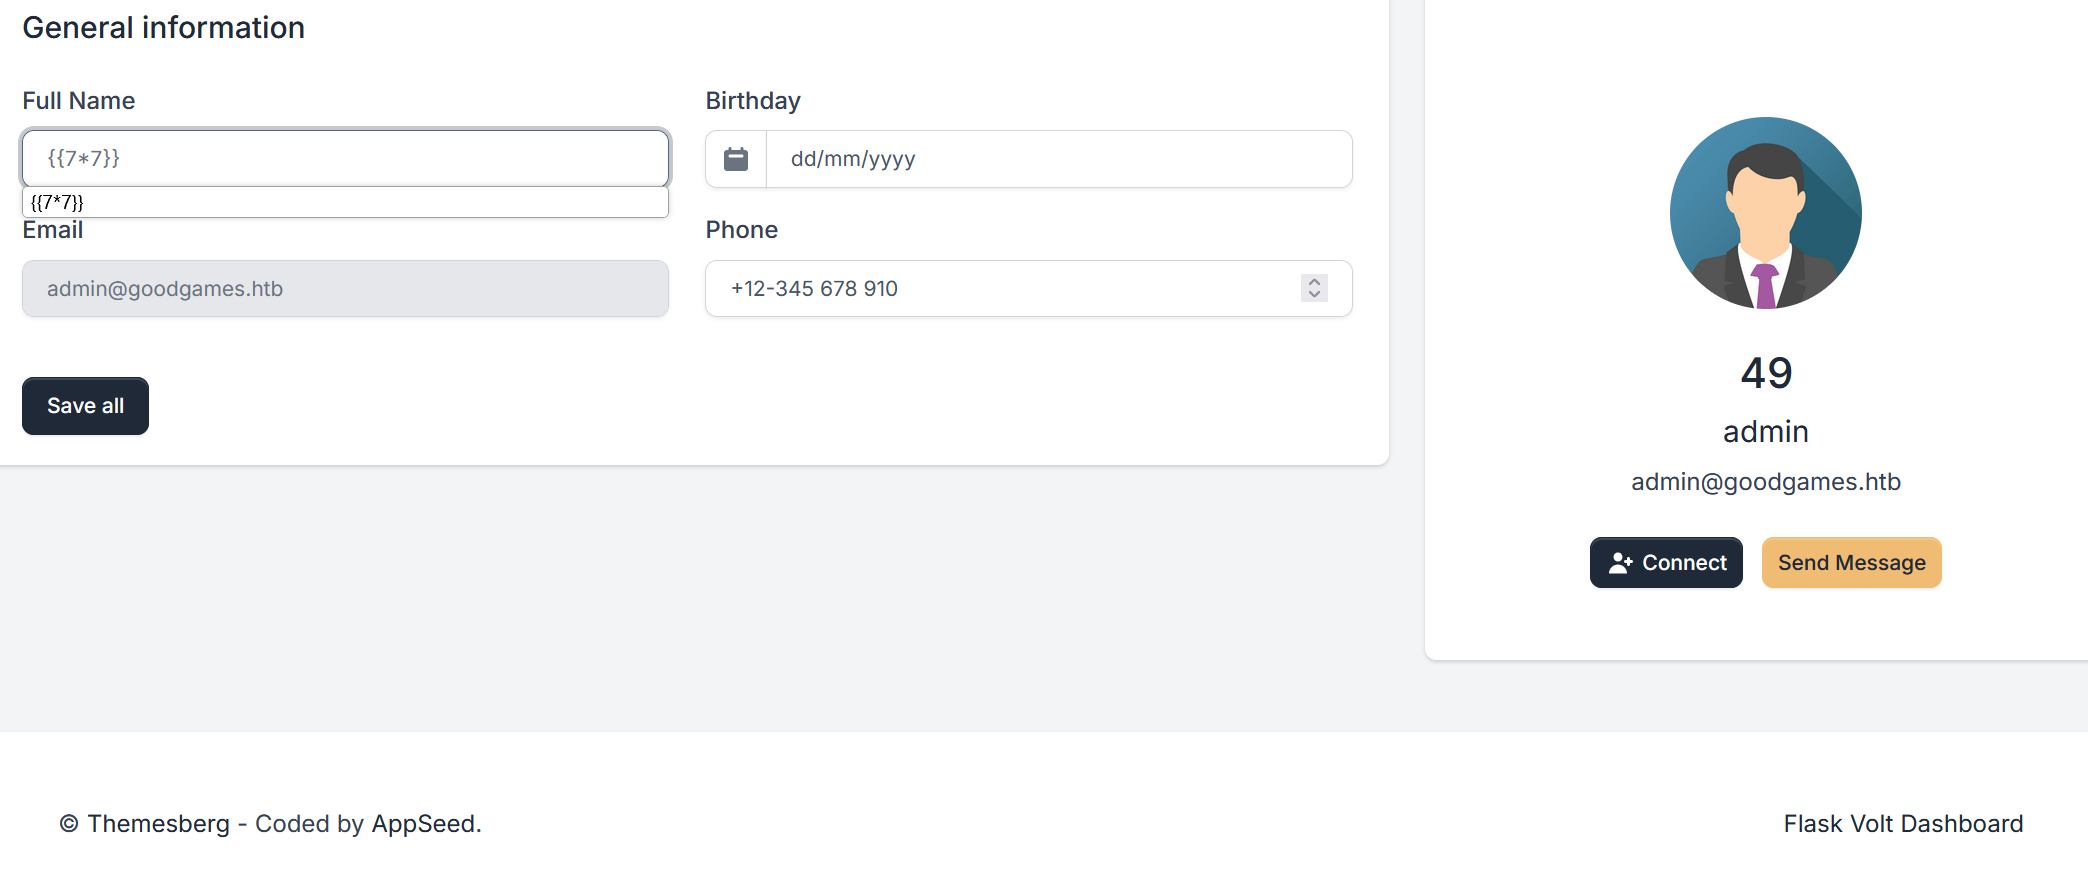 General information
Full Name
Birthday
{{7*7}}
dd/mm/yyyy
{{7*7}}
Email
Phone
admin@goodgames.htb
+12-345 678 910
Save all
49
admin
admin@goodgames.htb
Connect
Send Message
© Themesberg - Coded by AppSeed.
Flask Volt Dashboard